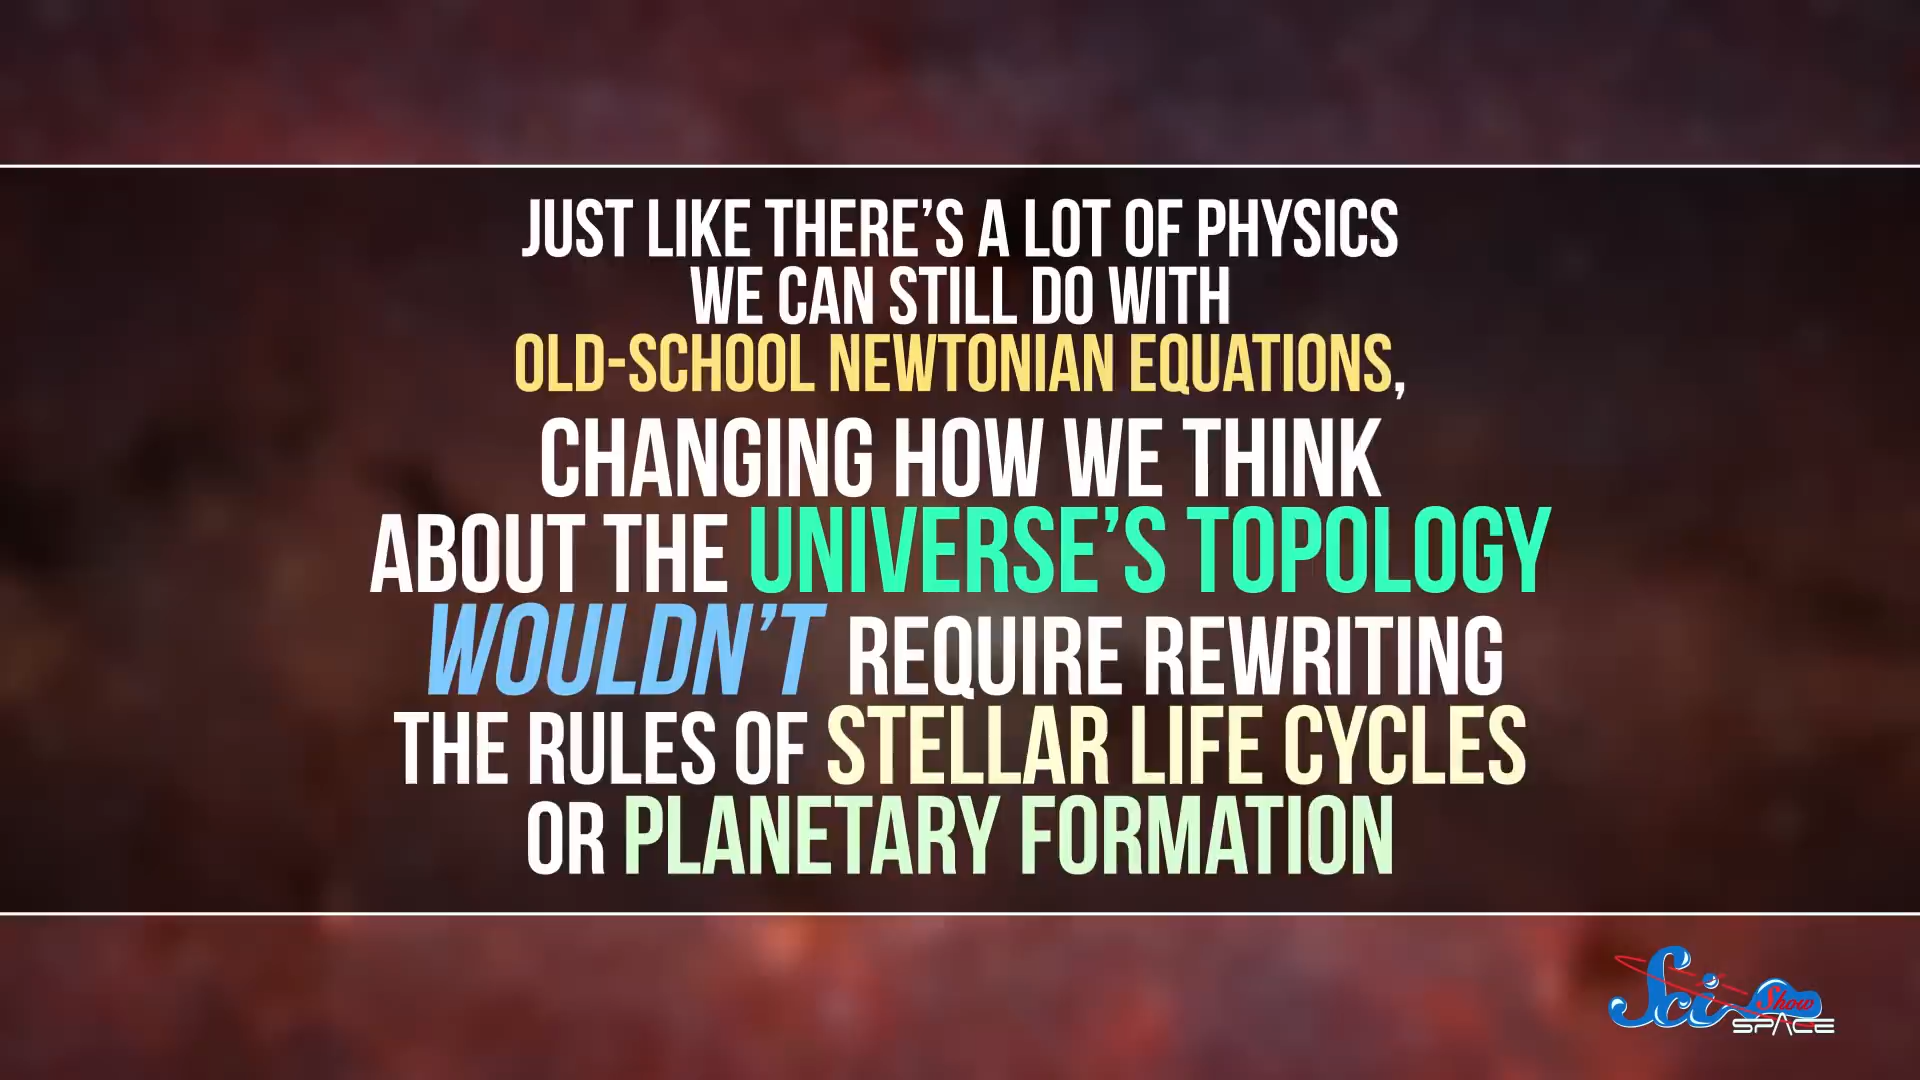 JUST LIKE THERE'S A LOT OF PHYSICS
WE CAN STILL DO WITH
OLD-SCHOOL NEWTONIAN EQUATIONS,
CHANGING HOW WE THINK
ABOUT THE UNIVERSE'S TOPOLOGY
WOULDN'T REQUIRE REWRITING
THE RULES OF STELLAR LIFE CYCLES
OR PLANETARY FORMATION
Sci Show
SPACE